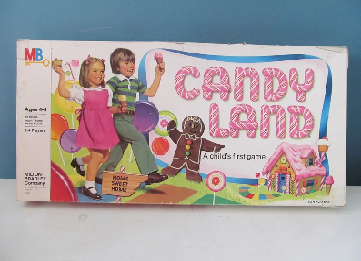 MB
CANDY
LAND
A child's first game
Ages 4-8
2-4 Players
HOME
SWEET
HOME
MILTON
BRADLEY
Company